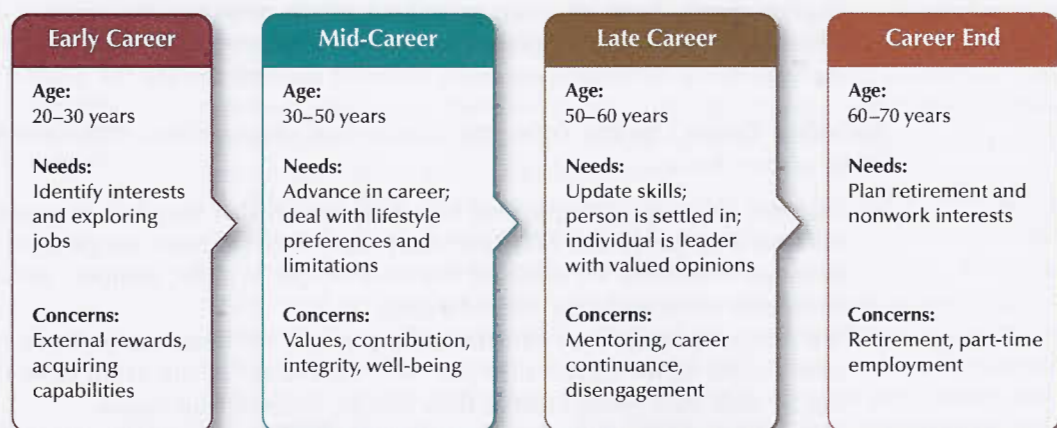 Early Career
Age:
20–30 years
Needs:
Identify interests
and exploring
jobs
Concerns:
External rewards,
acquiring
capabilities
Mid-Career
Age:
30–50 years
Needs:
Advance in career;
deal with lifestyle
preferences and
limitations
Concerns:
Values, contribution,
integrity, well-being
Late Career
Age:
50–60 years
Needs:
Update skills;
person is settled in;
individual is leader
with valued opinions
Concerns:
Mentoring, career
continuance,
disengagement
Career End
Age:
60–70 years
Needs:
Plan retirement and
nonwork interests
Concerns:
Retirement, part-time
employment